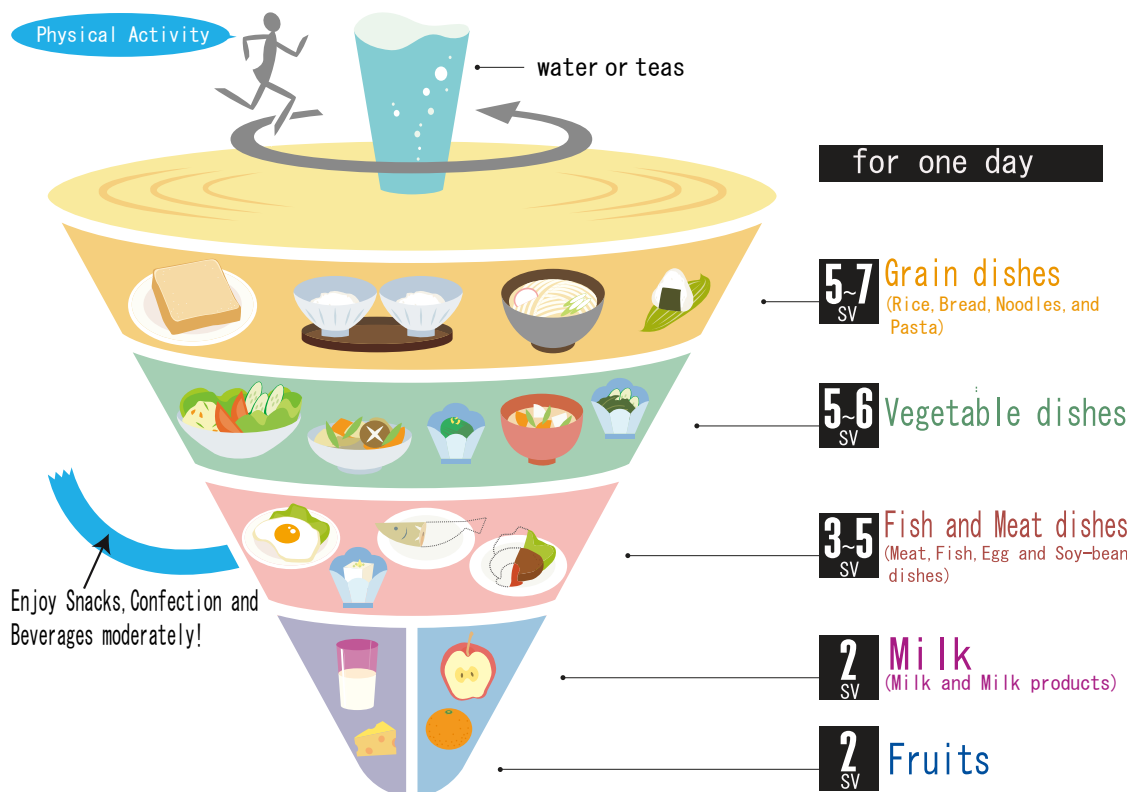 Physical Activity
water or teas
for one day
5~7
SV
Grain dishes
(Rice, Bread, Noodles, and
Pasta)
5~6
SV
Vegetable dishes
3~5
SV
Fish and Meat dishes
(Meat, Fish, Egg and Soy-bean
dishes)
Enjoy Snacks, Confection and
Beverages moderately!
2
SV
Milk
(Milk and Milk products)
2
SV
Fruits